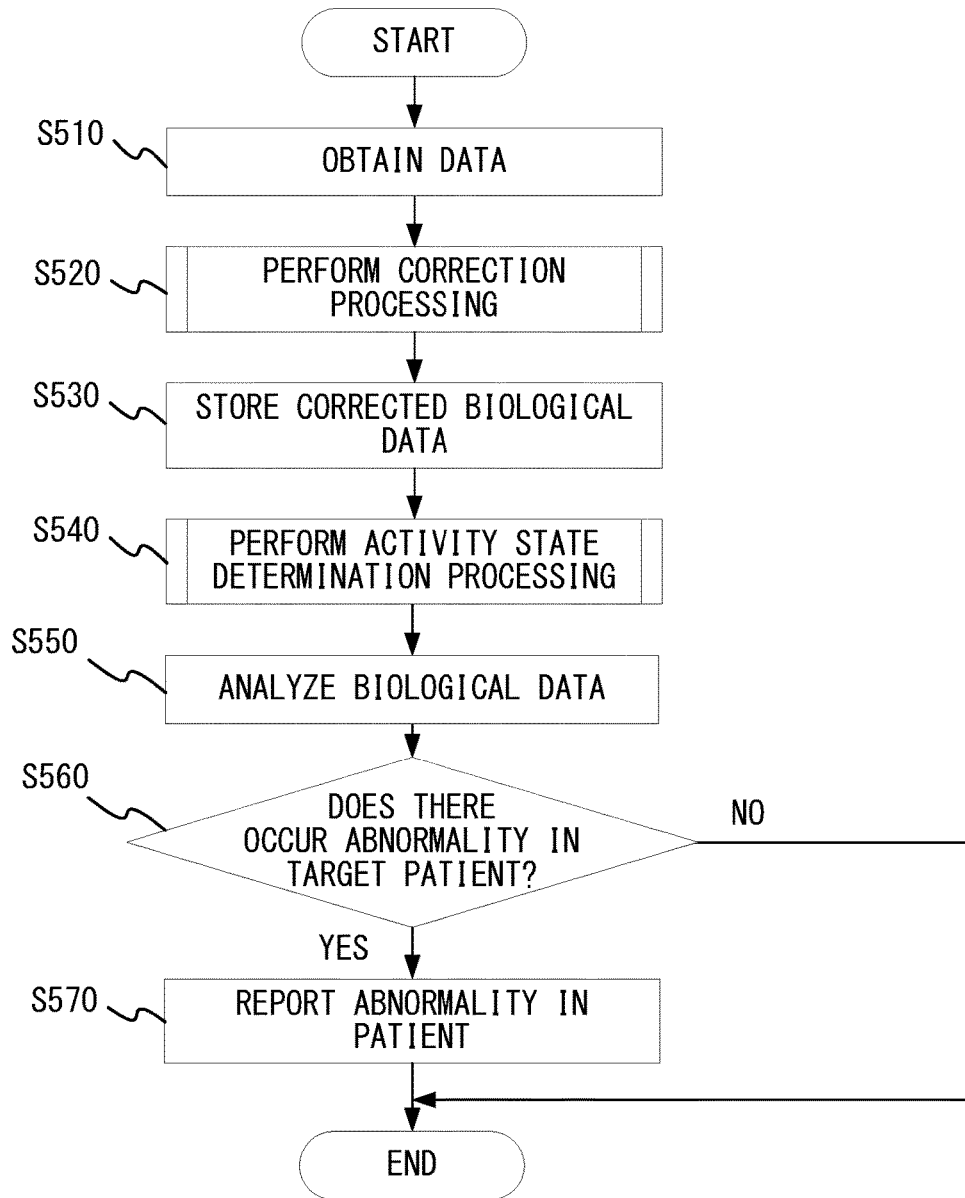 START
S510
OBTAIN DATA
S520
PERFORM CORRECTION
PROCESSING
S530
STORE CORRECTED BIOLOGICAL
DATA
S540
PERFORM ACTIVITY STATE
DETERMINATION PROCESSING
S550
ANALYZE BIOLOGICAL DATA
S560
DOES THERE
OCCUR ABNORMALITY IN
TARGET PATIENT?
NO
YES
S570
REPORT ABNORMALITY IN
PATIENT
END